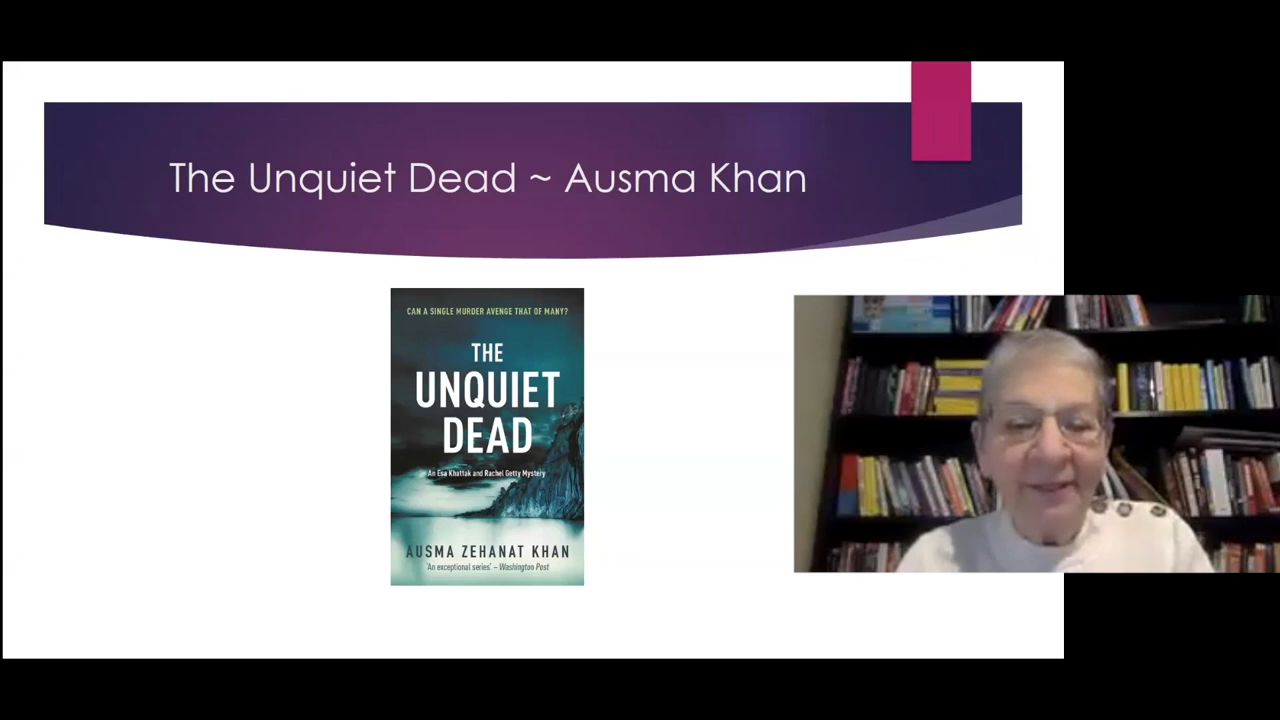 The Unquiet Dead ~ Ausma Khan
CAN A SINGLE MURDER AVENGE THAT OF MANY?
THE
UNQUIET
DEAD
An Esa Khattak and Rachel Getty Mystery
AUSMA ZEHANAT KHAN
'An exceptional series' – Washington Post